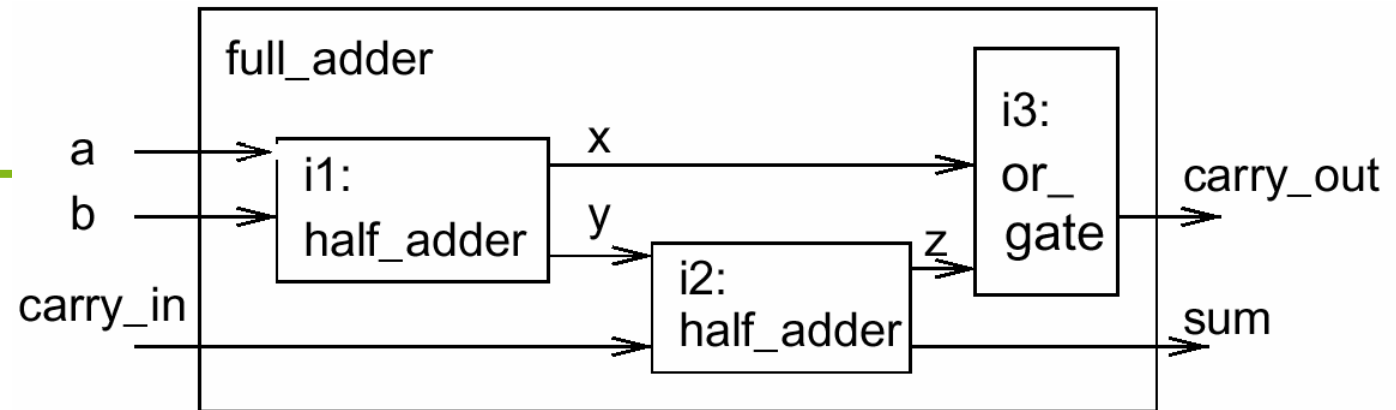 full_adder
a
b
carry_in
i1:
half_adder
x
y
i2:
half_adder
z
i3:
or_
gate
carry_out
sum